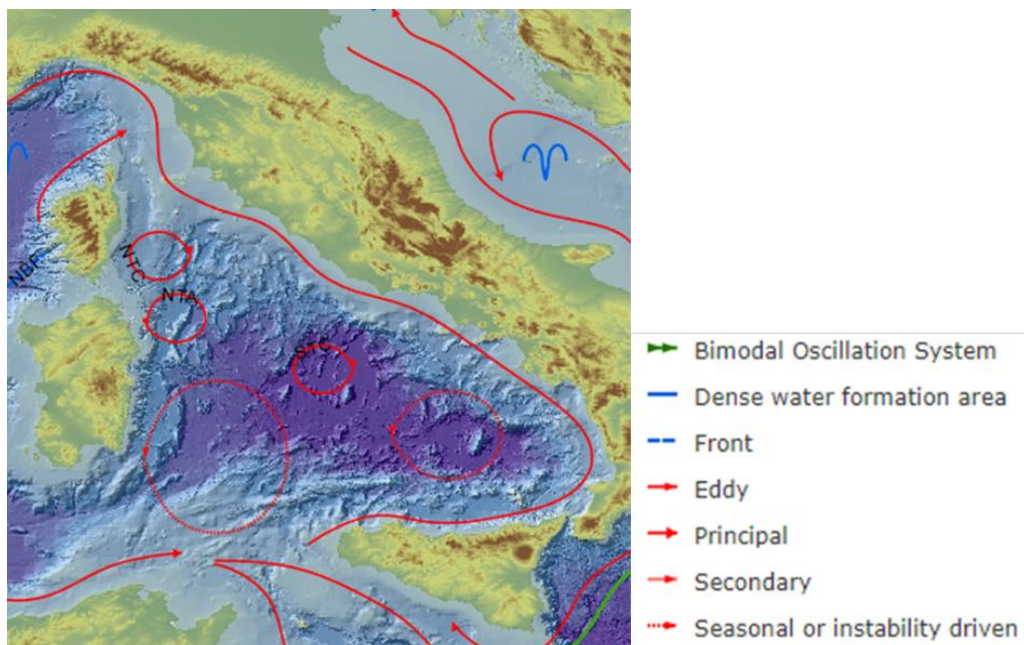 NBF
NTC
NTA
Bimodal Oscillation System
Dense water formation area
Front
Eddy
Principal
Secondary
Seasonal or instability driven